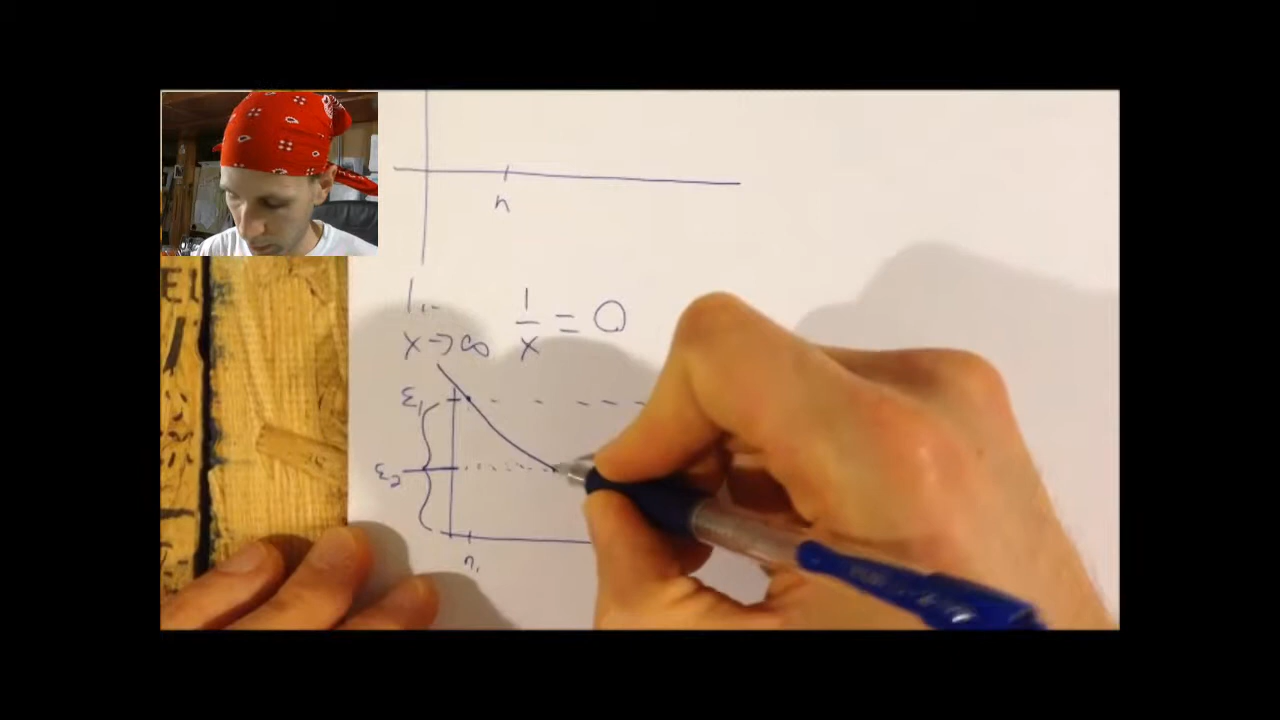 n
lim 1/x = 0
x→∞
ε₁
ε₂
n₁